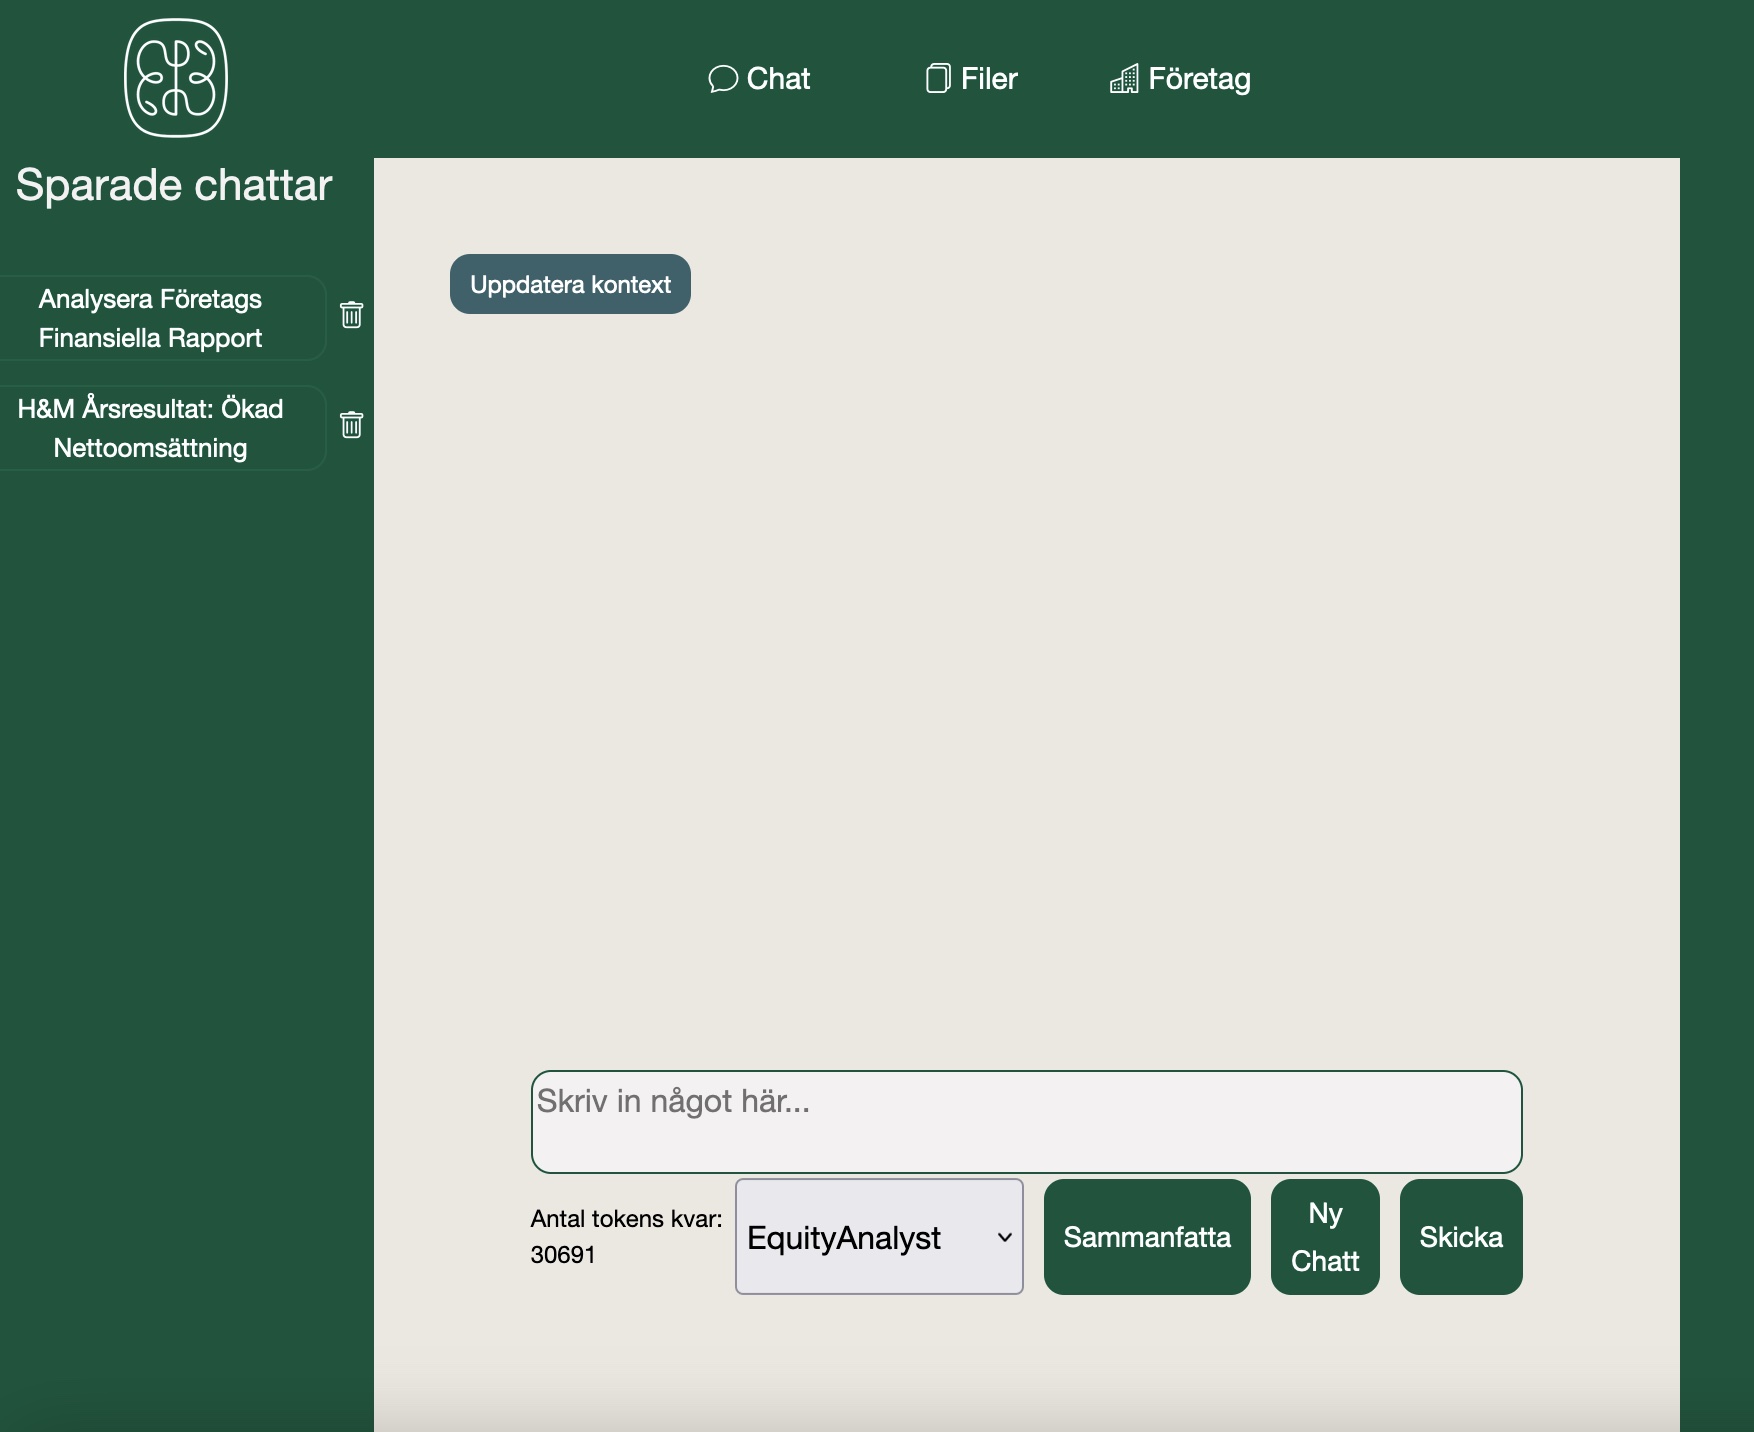 Chat
Filer
Företag
Sparade chattar
Analysera Företags
Finansiella Rapport
H&M Årsresultat: Ökad
Nettoomsättning
Uppdatera kontext
Skriv in något här...
Antal tokens kvar:
30691
EquityAnalyst
Sammanfatta
Ny
Chatt
Skicka